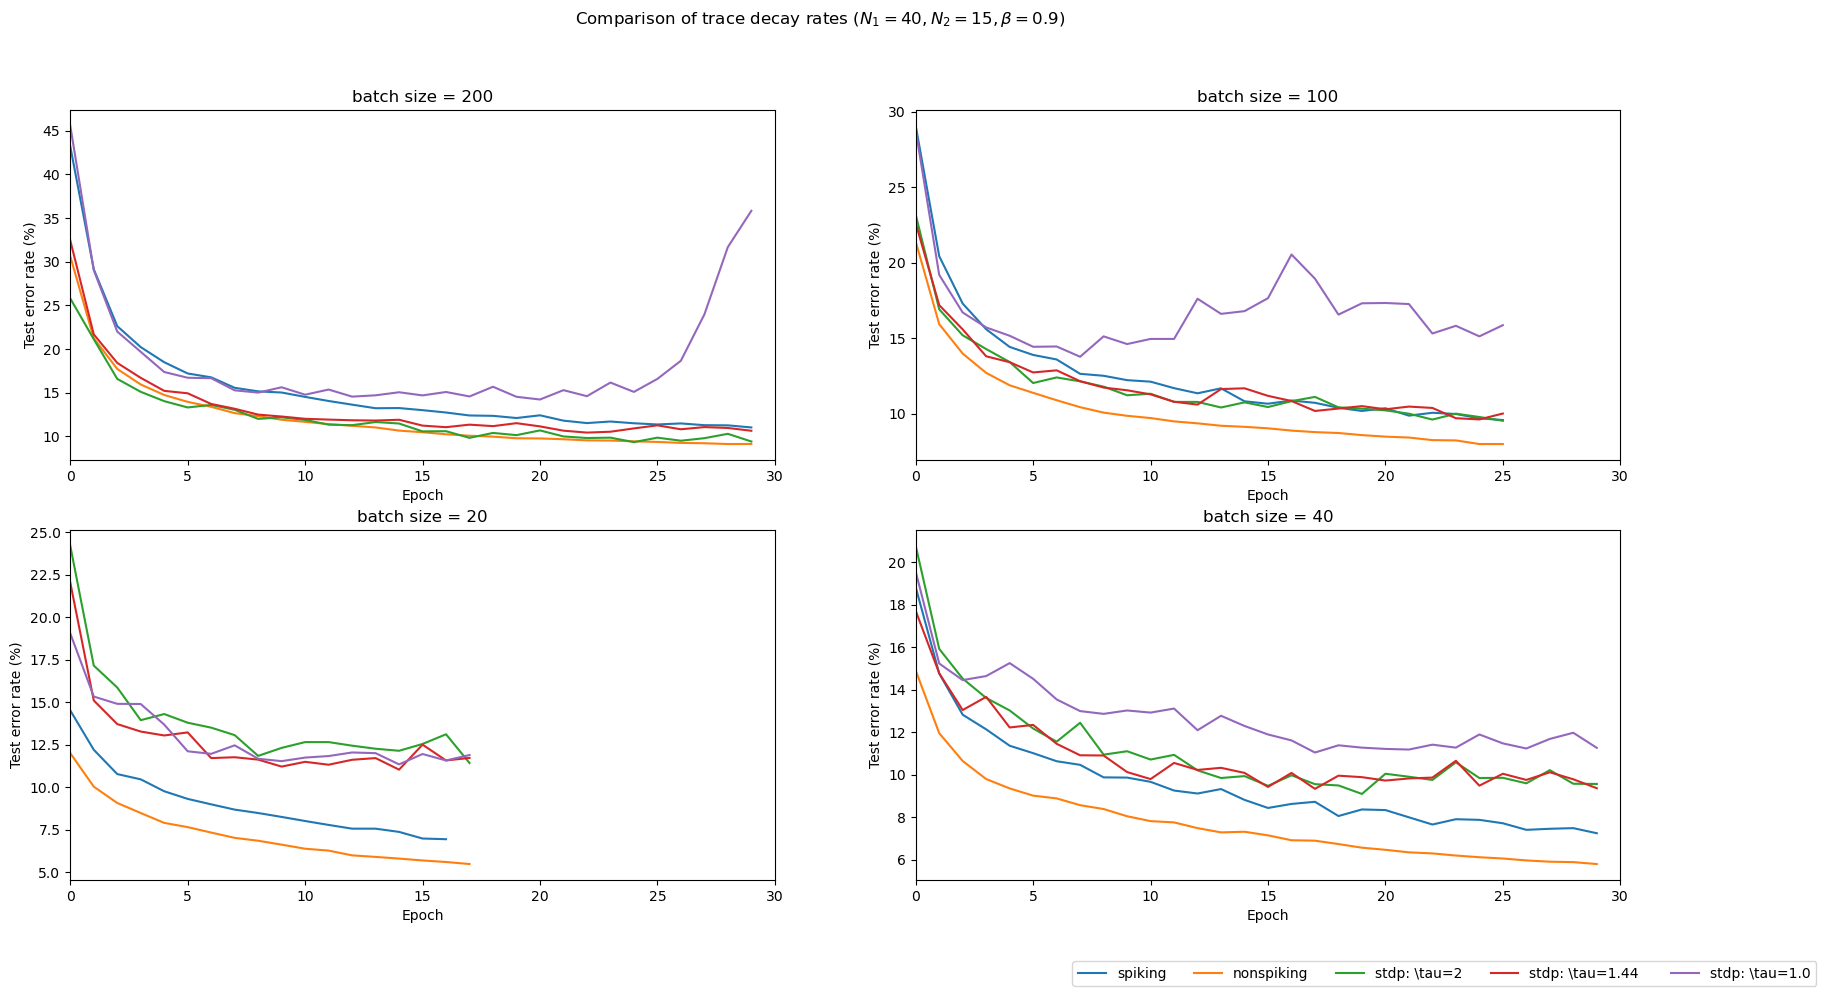 Comparison of trace decay rates (N₁ = 40, N₂ = 15, β = 0.9)
batch size = 200
45
40
35
30
25
20
15
10
Test error rate (%)
0 5 10 15 20 25 30
Epoch
batch size = 100
30
25
20
15
10
Test error rate (%)
0 5 10 15 20 25 30
Epoch
batch size = 20
25.0
22.5
20.0
17.5
15.0
12.5
10.0
7.5
5.0
Test error rate (%)
0 5 10 15 20 25 30
Epoch
batch size = 40
20
18
16
14
12
10
8
6
Test error rate (%)
0 5 10 15 20 25 30
Epoch
spiking nonspiking stdp: \tau=2 stdp: \tau=1.44 stdp: \tau=1.0